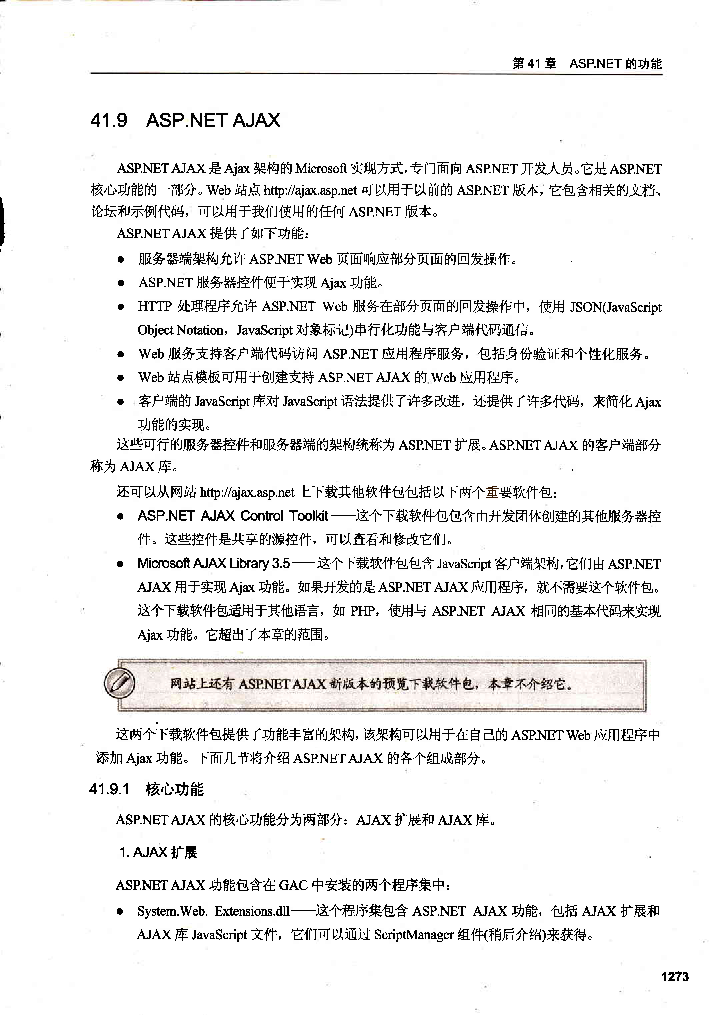 第 41 章 ASP.NET 的功能
41.9 ASP.NET AJAX
ASP.NET AJAX 是 Ajax 架构的 Microsoft 实现方式,专门面向 ASP.NET 开发人员。它是 ASP.NET
核心功能的一部分。Web 站点 http://ajax.asp.net 可以用于以前的 ASP.NET 版本,它包含相关的文档、
论坛和示例代码,可以用于我们使用的任何 ASP.NET 版本。
ASP.NET AJAX 提供了如下功能:
● 服务器端架构允许 ASP.NET Web 页面响应部分页面的回发操作。
● ASP.NET 服务器控件便于实现 Ajax 功能。
● HTTP 处理程序允许 ASP.NET Web 服务在部分页面的回发操作中,使用 JSON(JavaScript
Object Notation,JavaScript 对象标记)串行化功能与客户端代码通信。
● Web 服务支持客户端代码访问 ASP.NET 应用程序服务,包括身份验证和个性化服务。
● Web 站点模板可用于创建支持 ASP.NET AJAX 的 Web 应用程序。
● 客户端的 JavaScript 库对 JavaScript 语法提供了许多改进,还提供了许多代码,来简化 Ajax
功能的实现。
这些可行的服务器控件和服务器端的架构统称为 ASP.NET 扩展。ASP.NET AJAX 的客户端部分
称为 AJAX 库。
还可以从网站 http://ajax.asp.net 上下载其他软件包包括以下两个重要软件包:
● ASP.NET AJAX Control Toolkit——这个下载软件包包含由开发团体创建的其他服务器控
件。这些控件是共享的源控件,可以查看和修改它们。
● Microsoft AJAX Library 3.5——这个下载软件包包含 JavaScript 客户端架构,它们由 ASP.NET
AJAX 用于实现 Ajax 功能。如果开发的是 ASP.NET AJAX 应用程序,就不需要这个软件包。
这个下载软件包适用于其他语言,如 PHP,使用与 ASP.NET AJAX 相同的基本代码来实现
Ajax 功能。它超出了本章的范围。
网站上还有 ASP.NET AJAX 新版本的预览下载软件包,本章不介绍它。
这两个下载软件包提供了功能丰富的架构,该架构可以用于在自己的 ASP.NET Web 应用程序中
添加 Ajax 功能。下面几节将介绍 ASP.NET AJAX 的各个组成部分。
41.9.1 核心功能
ASP.NET AJAX 的核心功能分为两部分:AJAX 扩展和 AJAX 库。
1. AJAX 扩展
ASP.NET AJAX 功能包含在 GAC 中安装的两个程序集中:
● System.Web. Extensions.dll——这个程序集包含 ASP.NET AJAX 功能,包括 AJAX 扩展和
AJAX 库 JavaScript 文件,它们可以通过 ScriptManager 组件(稍后介绍)来获得。
1273